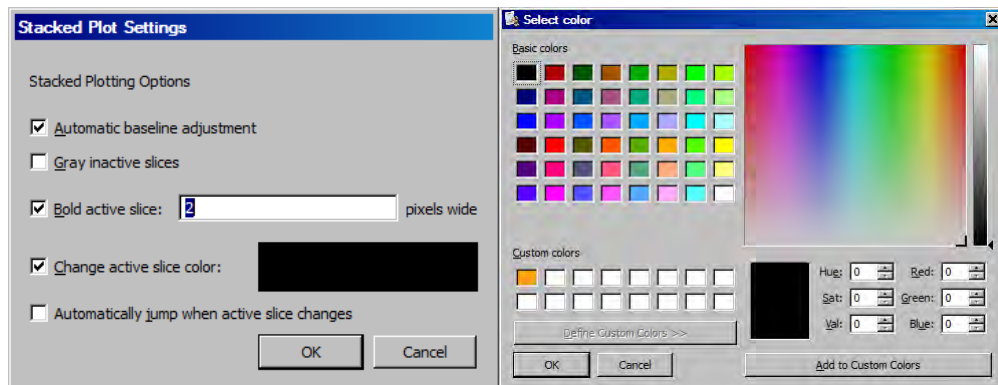 Stacked Plot Settings
Stacked Plotting Options
Automatic baseline adjustment
Gray inactive slices
Bold active slice: 2 pixels wide
Change active slice color:
Automatically jump when active slice changes
OK Cancel
Select color
Basic colors
Custom colors
Define Custom Colors >>
OK Cancel
Hue: 0 Red: 0
Sat: 0 Green: 0
Val: 0 Blue: 0
Add to Custom Colors